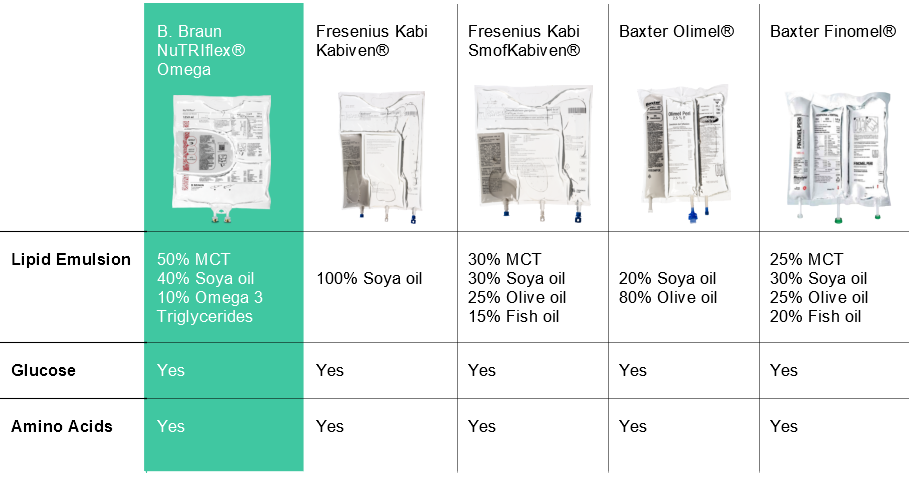 B. Braun
NuTRIflex®
Omega
Fresenius Kabi
Kabiven®
Fresenius Kabi
SmofKabiven®
Baxter Olimel®
Baxter Finomel®
Lipid Emulsion
50% MCT
40% Soya oil
10% Omega 3
Triglycerides
100% Soya oil
30% MCT
30% Soya oil
25% Olive oil
15% Fish oil
20% Soya oil
80% Olive oil
25% MCT
30% Soya oil
25% Olive oil
20% Fish oil
Glucose
Yes
Yes
Yes
Yes
Yes
Amino Acids
Yes
Yes
Yes
Yes
Yes